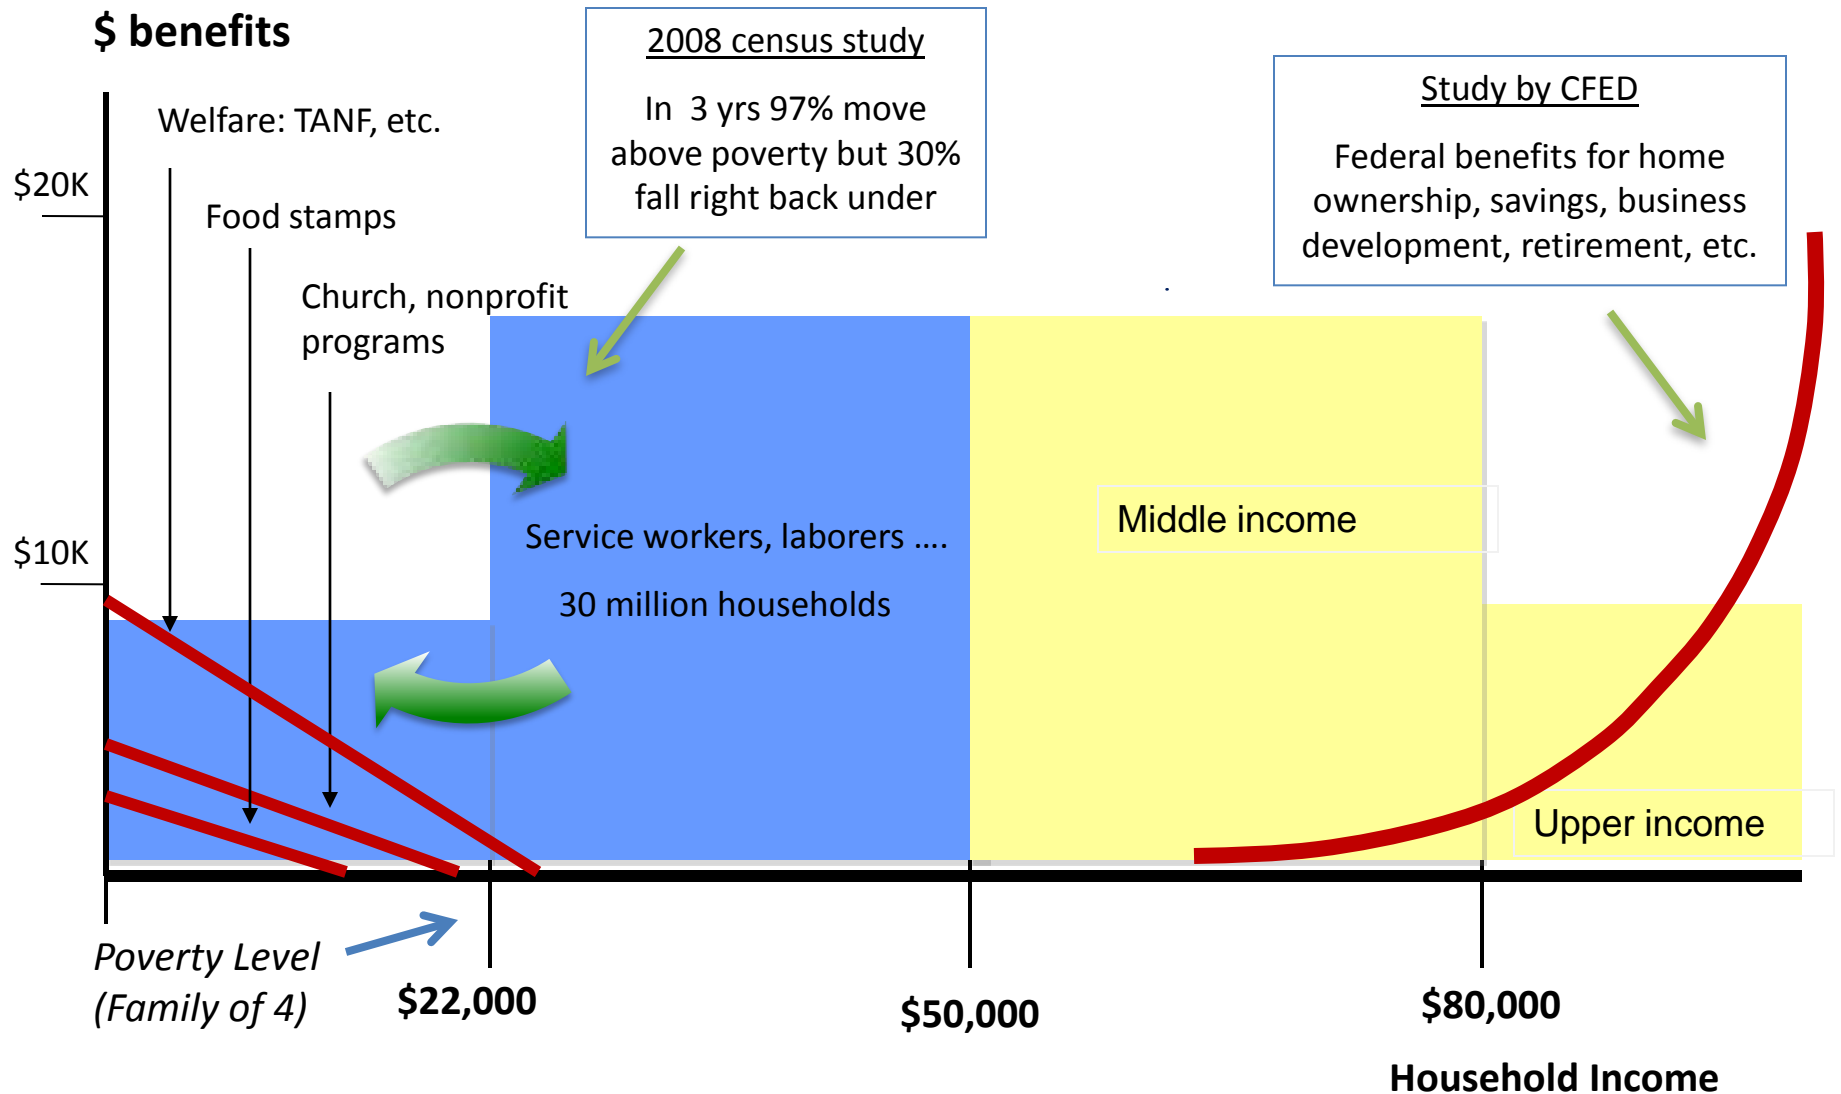 $ benefits
2008 census study
In 3 yrs 97% move
above poverty but 30%
fall right back under
Study by CFED
Federal benefits for home
ownership, savings, business
development, retirement, etc.
Welfare: TANF, etc.
$20K
Food stamps
Church, nonprofit
programs
$10K
Service workers, laborers ....
30 million households
Middle income
Upper income
Poverty Level
(Family of 4)
$22,000
$50,000
$80,000
Household Income